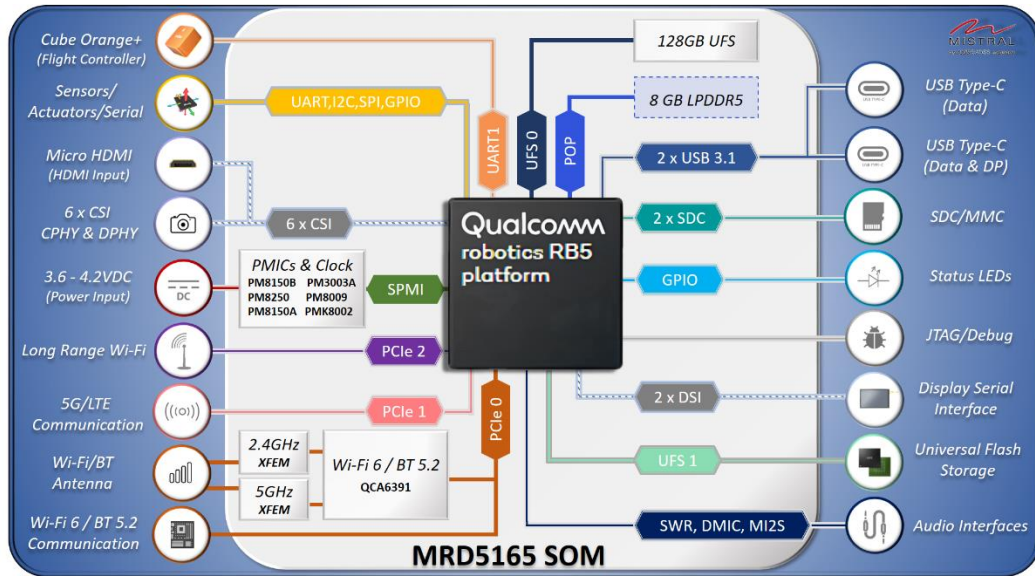 Cube Orange+
(Flight Controller)
Sensors/
Actuators/Serial
Micro HDMI
(HDMI Input)
6 x CSI
CPHY & DPHY
3.6 - 4.2VDC
(Power Input)
DC
Long Range Wi-Fi
5G/LTE
Communication
Wi-Fi/BT
Antenna
Wi-Fi 6 / BT 5.2
Communication
UART,I2C,SPI,GPIO
6 x CSI
PMICs & Clock
PM8150B PM3003A
PM8250 PM8009
PM8150A PMK8002
SPMI
PCIe 2
PCIe 1
2.4GHz
XFEM
5GHz
XFEM
Wi-Fi 6 / BT 5.2
QCA6391
PCIe 0
UART1
UFS 0
POP
128GB UFS
8 GB LPDDR5
Qualcomm
robotics RB5
platform
2 x USB 3.1
2 x SDC
GPIO
2 x DSI
UFS 1
SWR, DMIC, MI2S
MRD5165 SOM
MISTRAL
USB Type-C
(Data)
USB Type-C
(Data & DP)
SDC/MMC
Status LEDs
JTAG/Debug
Display Serial
Interface
Universal Flash
Storage
Audio Interfaces